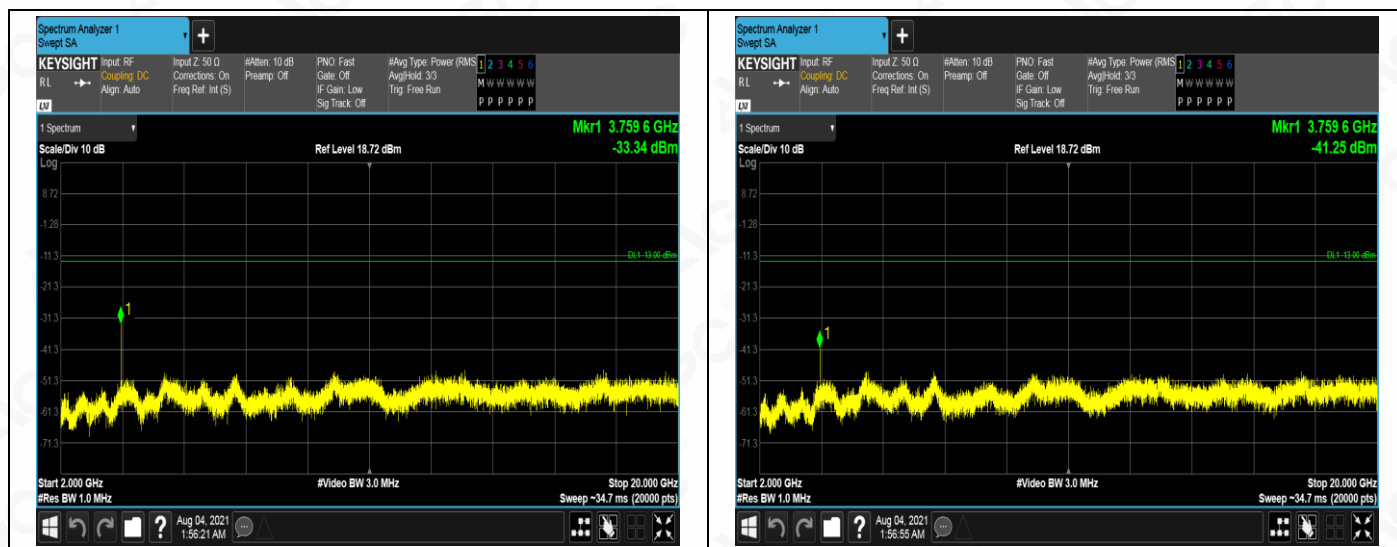 Spectrum Analyzer 1
Swept SA
+
KEYSIGHT Input: RF Input Z: 50 Ω #Atten: 10 dB PNO: Fast #Avg Type: Power (RMS 1 2 3 4 5 6
RL Coupling: DC Corrections: On Preamp: Off Gate: Off Avg|Hold: 3/3 M W W W W W
Align: Auto Freq Ref: Int (S) IF Gain: Low Trig: Free Run
LXI Sig Track: Off P P P P P P
1 Spectrum
Mkr1 3.759 6 GHz
Scale/Div 10 dB Ref Level 18.72 dBm -33.34 dBm
Log
8.72
-1.28
-11.3
DL1 -13.00 dBm
-21.3
1
-31.3
-41.3
-51.3
-61.3
-71.3
Start 2.000 GHz #Video BW 3.0 MHz Stop 20.000 GHz
#Res BW 1.0 MHz Sweep ~34.7 ms (20000 pts)
? Aug 04, 2021
1:56:21 AM
Spectrum Analyzer 1
Swept SA
+
KEYSIGHT Input: RF Input Z: 50 Ω #Atten: 10 dB PNO: Fast #Avg Type: Power (RMS 1 2 3 4 5 6
RL Coupling: DC Corrections: On Preamp: Off Gate: Off Avg|Hold: 3/3 M W W W W W
Align: Auto Freq Ref: Int (S) IF Gain: Low Trig: Free Run
LXI Sig Track: Off P P P P P P
1 Spectrum
Mkr1 3.759 6 GHz
Scale/Div 10 dB Ref Level 18.72 dBm -41.25 dBm
Log
8.72
-1.28
-11.3
DL1 -13.00 dBm
-21.3
-31.3
1
-41.3
-51.3
-61.3
-71.3
Start 2.000 GHz #Video BW 3.0 MHz Stop 20.000 GHz
#Res BW 1.0 MHz Sweep ~34.7 ms (20000 pts)
? Aug 04, 2021
1:56:55 AM